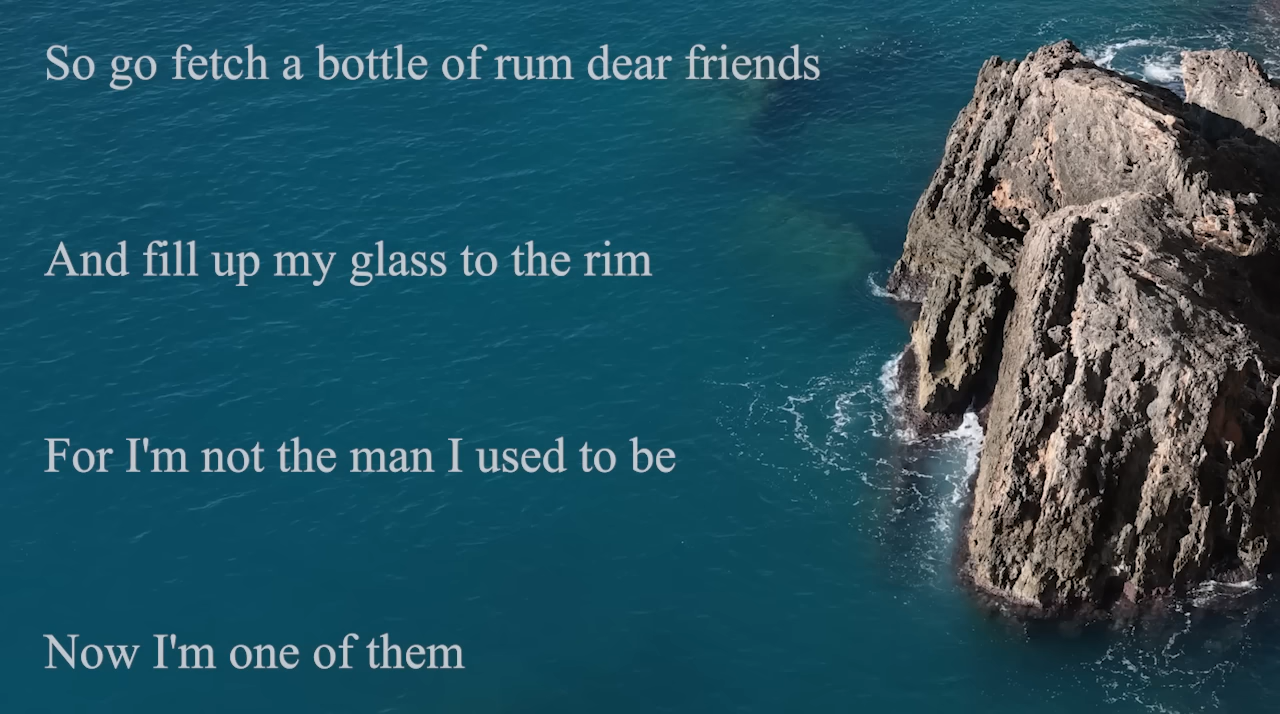 So go fetch a bottle of rum dear friends
And fill up my glass to the rim
For I'm not the man I used to be
Now I'm one of them